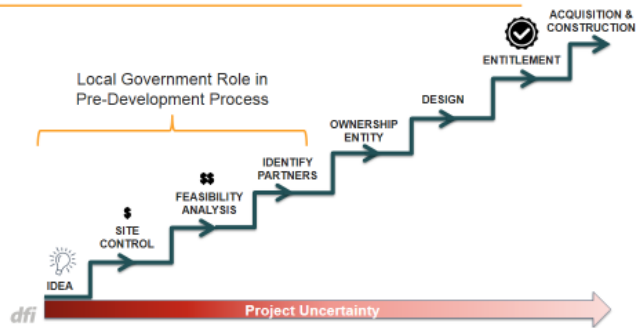 ACQUISITION &
CONSTRUCTION
ENTITLEMENT
Local Government Role in
Pre-Development Process
DESIGN
OWNERSHIP
ENTITY
IDENTIFY
PARTNERS
$$
FEASIBILITY
ANALYSIS
$
SITE
CONTROL
IDEA
Project Uncertainty
dfi